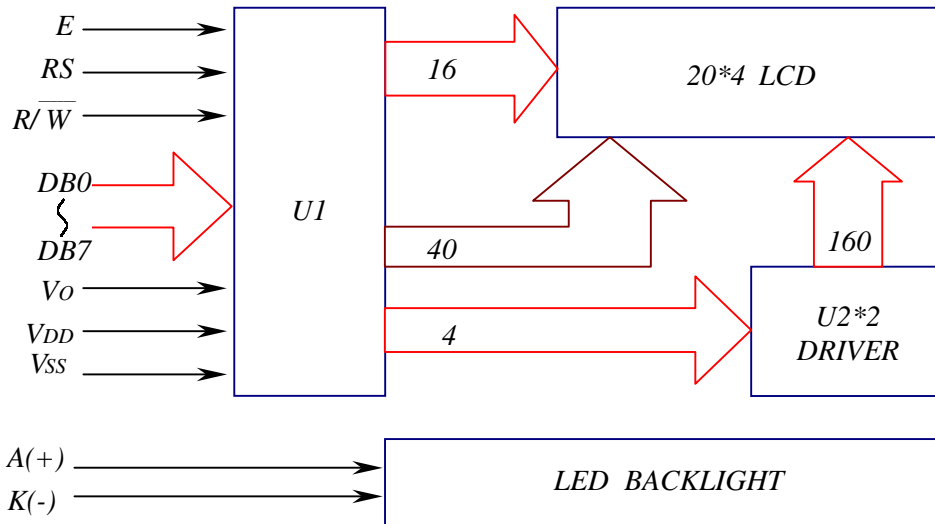 E
RS
R/W̅
DB0
DB7
VO
VDD
VSS
U1
16
40
4
20*4 LCD
160
U2*2
DRIVER
A(+)
K(-)
LED BACKLIGHT